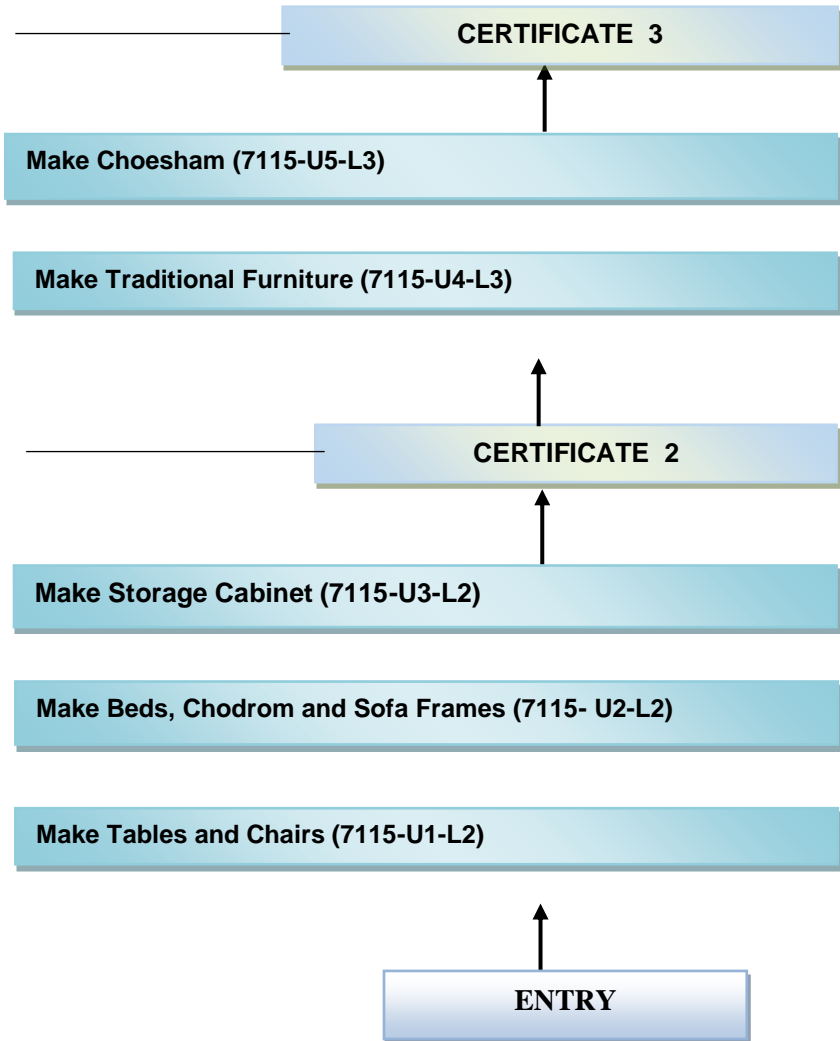 CERTIFICATE 3
Make Choesham (7115-U5-L3)
Make Traditional Furniture (7115-U4-L3)
CERTIFICATE 2
Make Storage Cabinet (7115-U3-L2)
Make Beds, Chodrom and Sofa Frames (7115- U2-L2)
Make Tables and Chairs (7115-U1-L2)
ENTRY